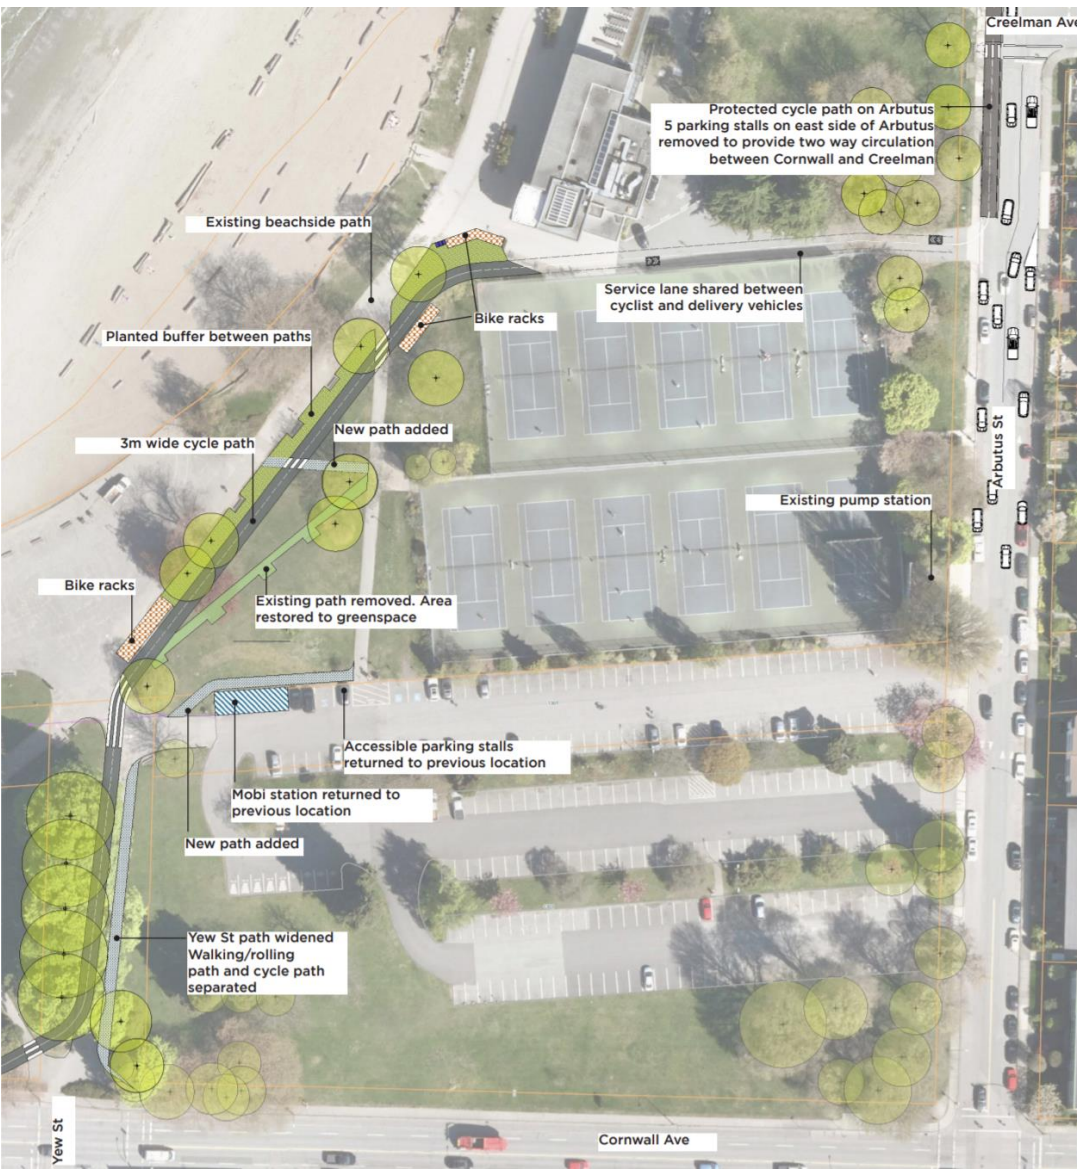 Creelman Ave
Protected cycle path on Arbutus
5 parking stalls on east side of Arbutus
removed to provide two way circulation
between Cornwall and Creelman
Existing beachside path
Service lane shared between
cyclist and delivery vehicles
Bike racks
Planted buffer between paths
New path added
3m wide cycle path
Arbutus St
Existing pump station
Bike racks
Existing path removed. Area
restored to greenspace
Accessible parking stalls
returned to previous location
Mobi station returned to
previous location
New path added
Yew St path widened
Walking/rolling
path and cycle path
separated
Yew St
Cornwall Ave